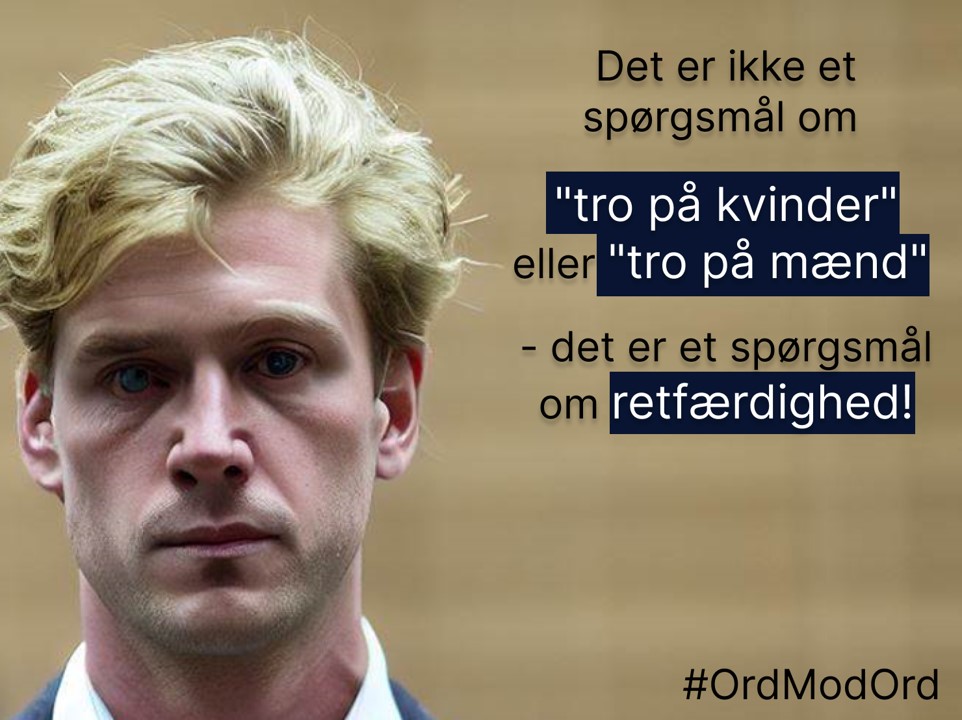 Det er ikke et
spørgsmål om
"tro på kvinder"
eller "tro på mænd"
- det er et spørgsmål
om retfærdighed!
#OrdModOrd